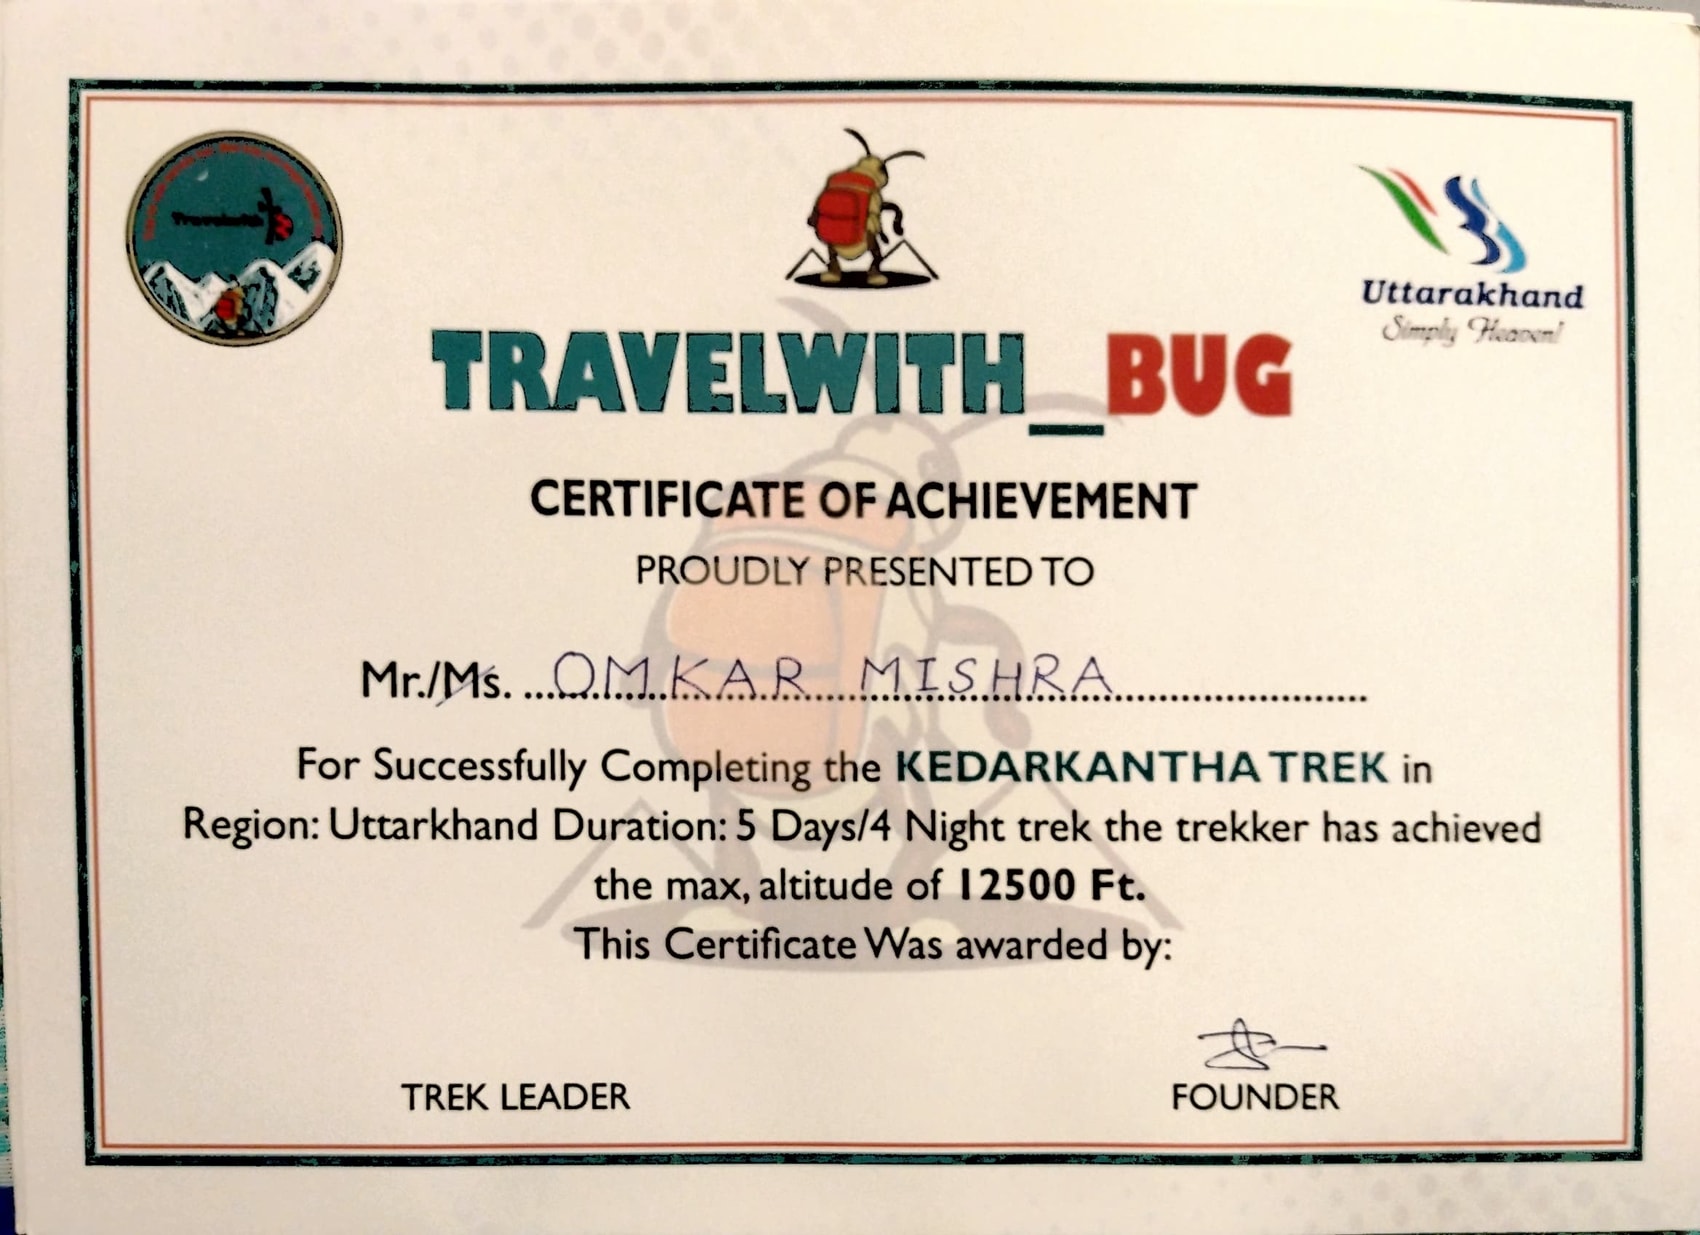 Travelwith
Uttarakhand
Simply Heaven!
TRAVELWITH_BUG
CERTIFICATE OF ACHIEVEMENT
PROUDLY PRESENTED TO
Mr./Ms. ...OMKAR MISHRA...
For Successfully Completing the KEDARKANTHA TREK in
Region: Uttarkhand Duration: 5 Days/4 Night trek the trekker has achieved
the max, altitude of 12500 Ft.
This Certificate Was awarded by:
TREK LEADER
FOUNDER